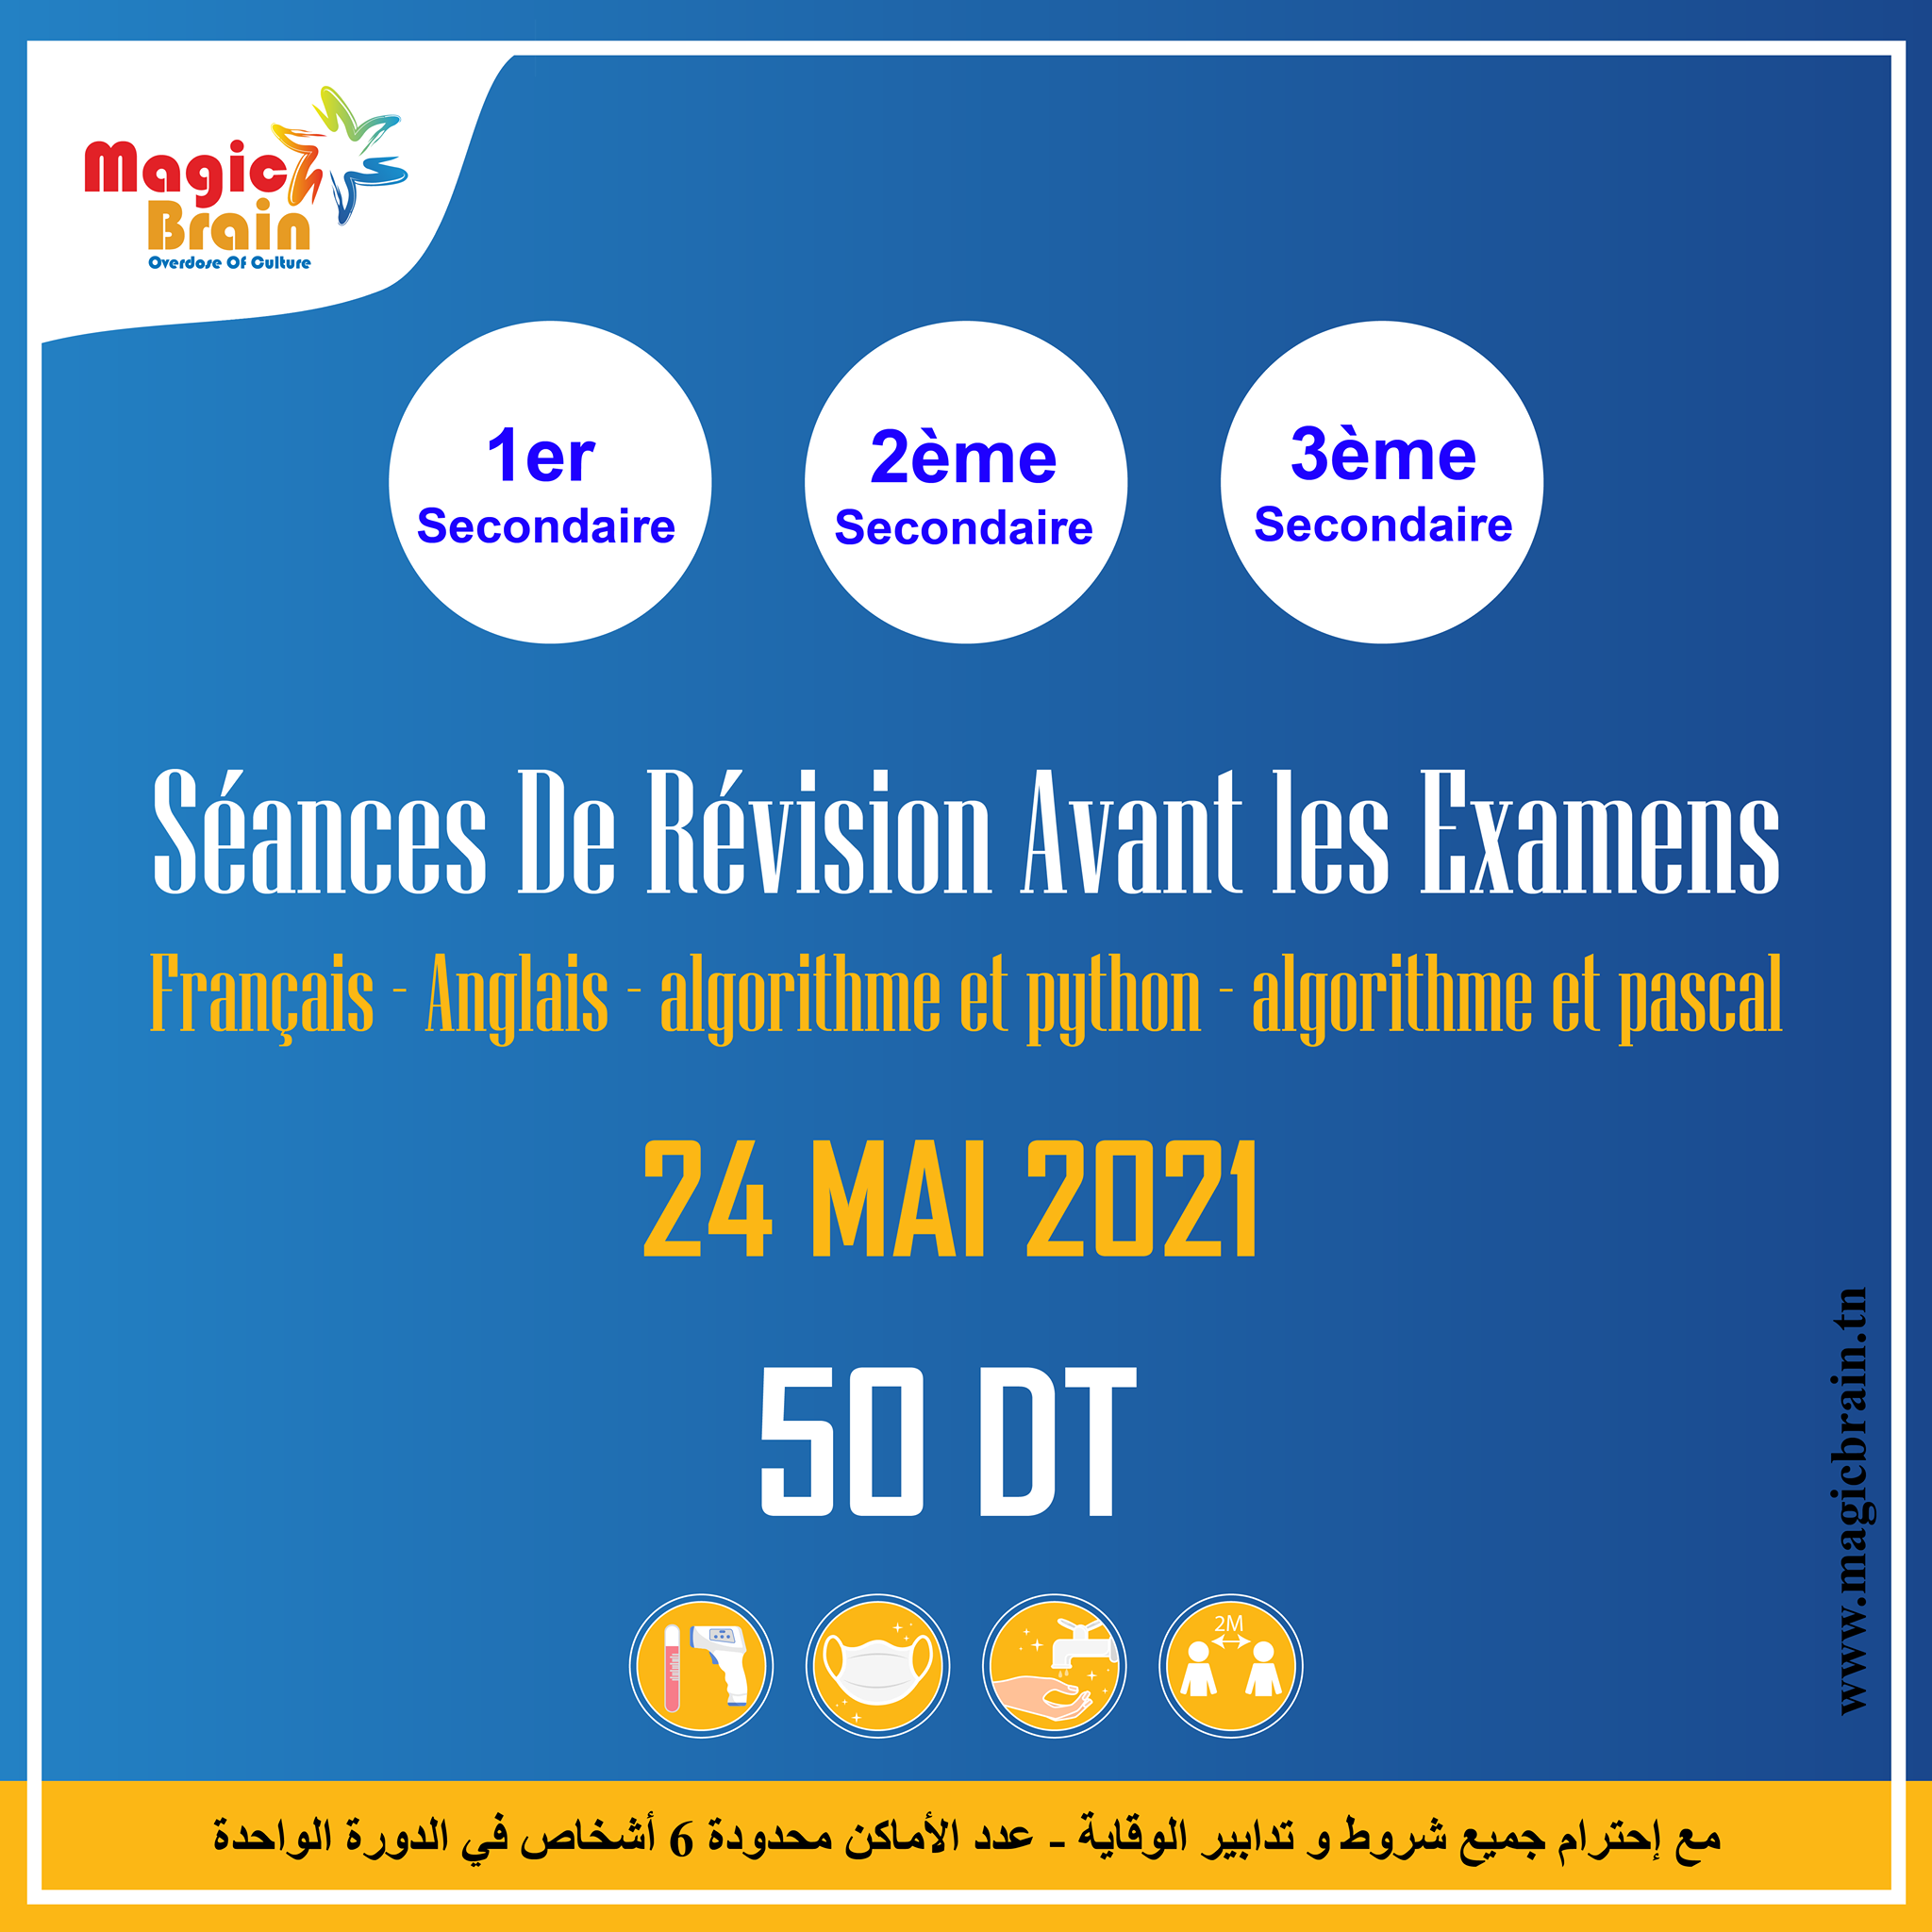 Magic
Brain
Overdose Of Culture
1er
Secondaire
2ème
Secondaire
3ème
Secondaire
Séances De Révision Avant les Examens
Français - Anglais - algorithme et python - algorithme et pascal
24 MAI 2021
50 DT
2M
www.magicbrain.tn
مع إحترام جميع شروط و تدابير الوقاية - عدد الأماكن محدودة 6 أشخاص في الدورة الواحدة